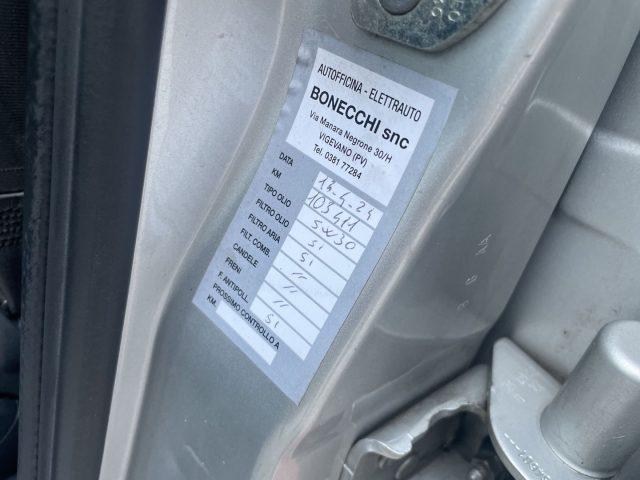 AUTOFFICINA - ELETTRAUTO
BONECCHI snc
Via Manara Negrone 30/H
VIGEVANO (PV)
Tel. 0381 77284
DATA 14-4-24
KM 103411
TIPO OLIO 5W30
FILTRO OLIO SI
FILTRO ARIA SI
FILT. COMB. "
CANDELE "
FRENI "
F. ANTIPOLL. SI
PROSSIMO CONTROLLO A
KM.